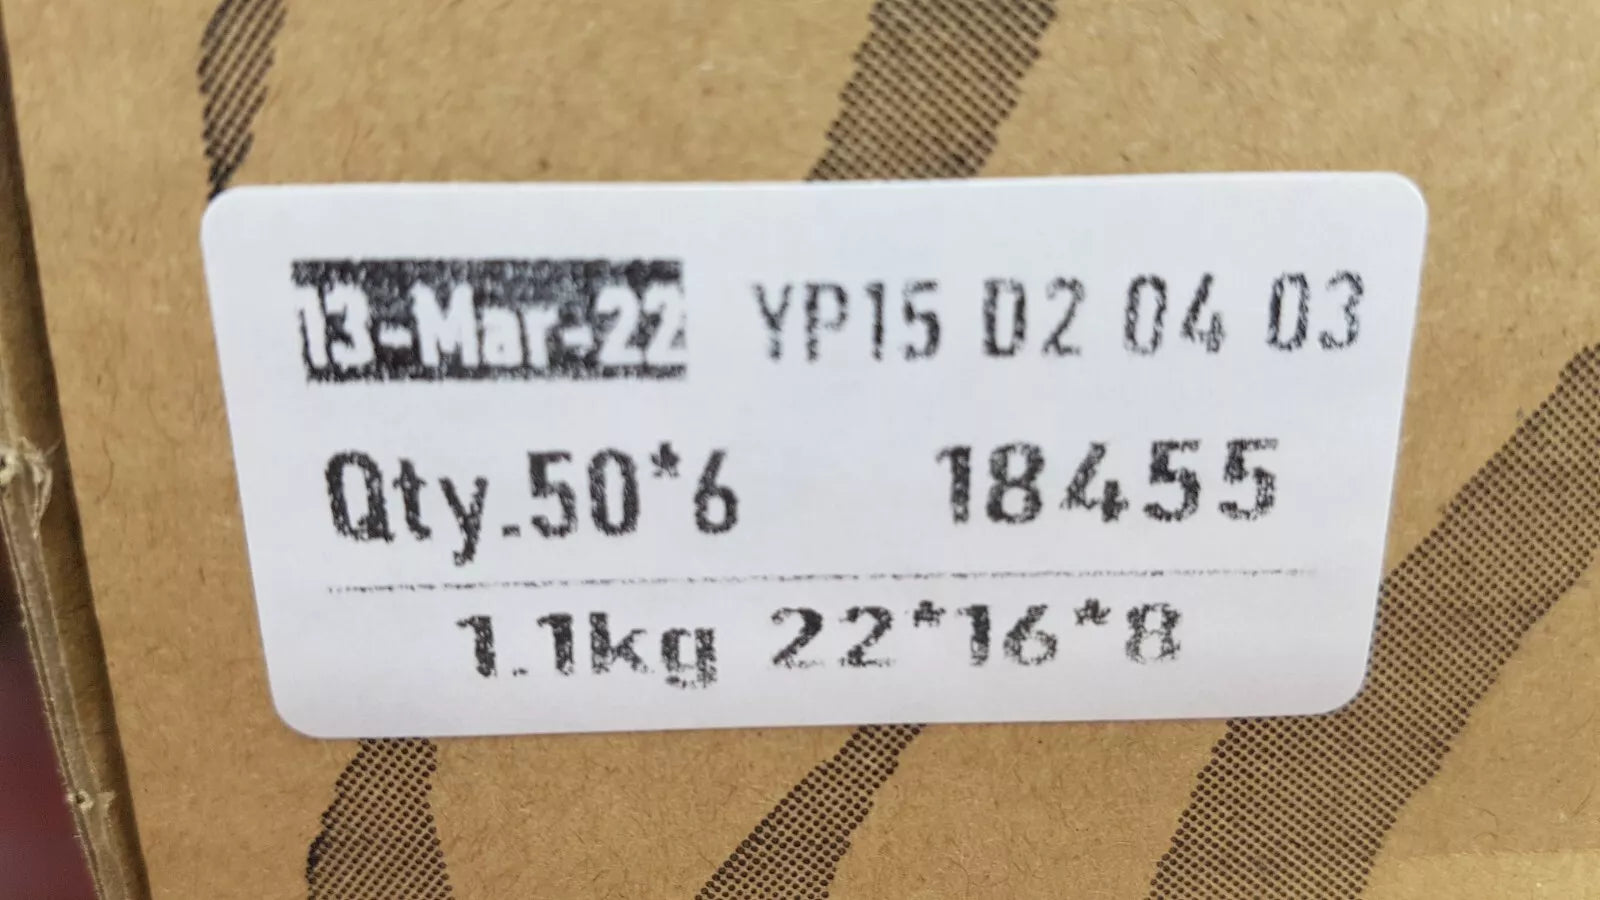 13-Mar-22 YP15 D2 04 03
Qty.50*6 18455
1.1kg 22*16*8